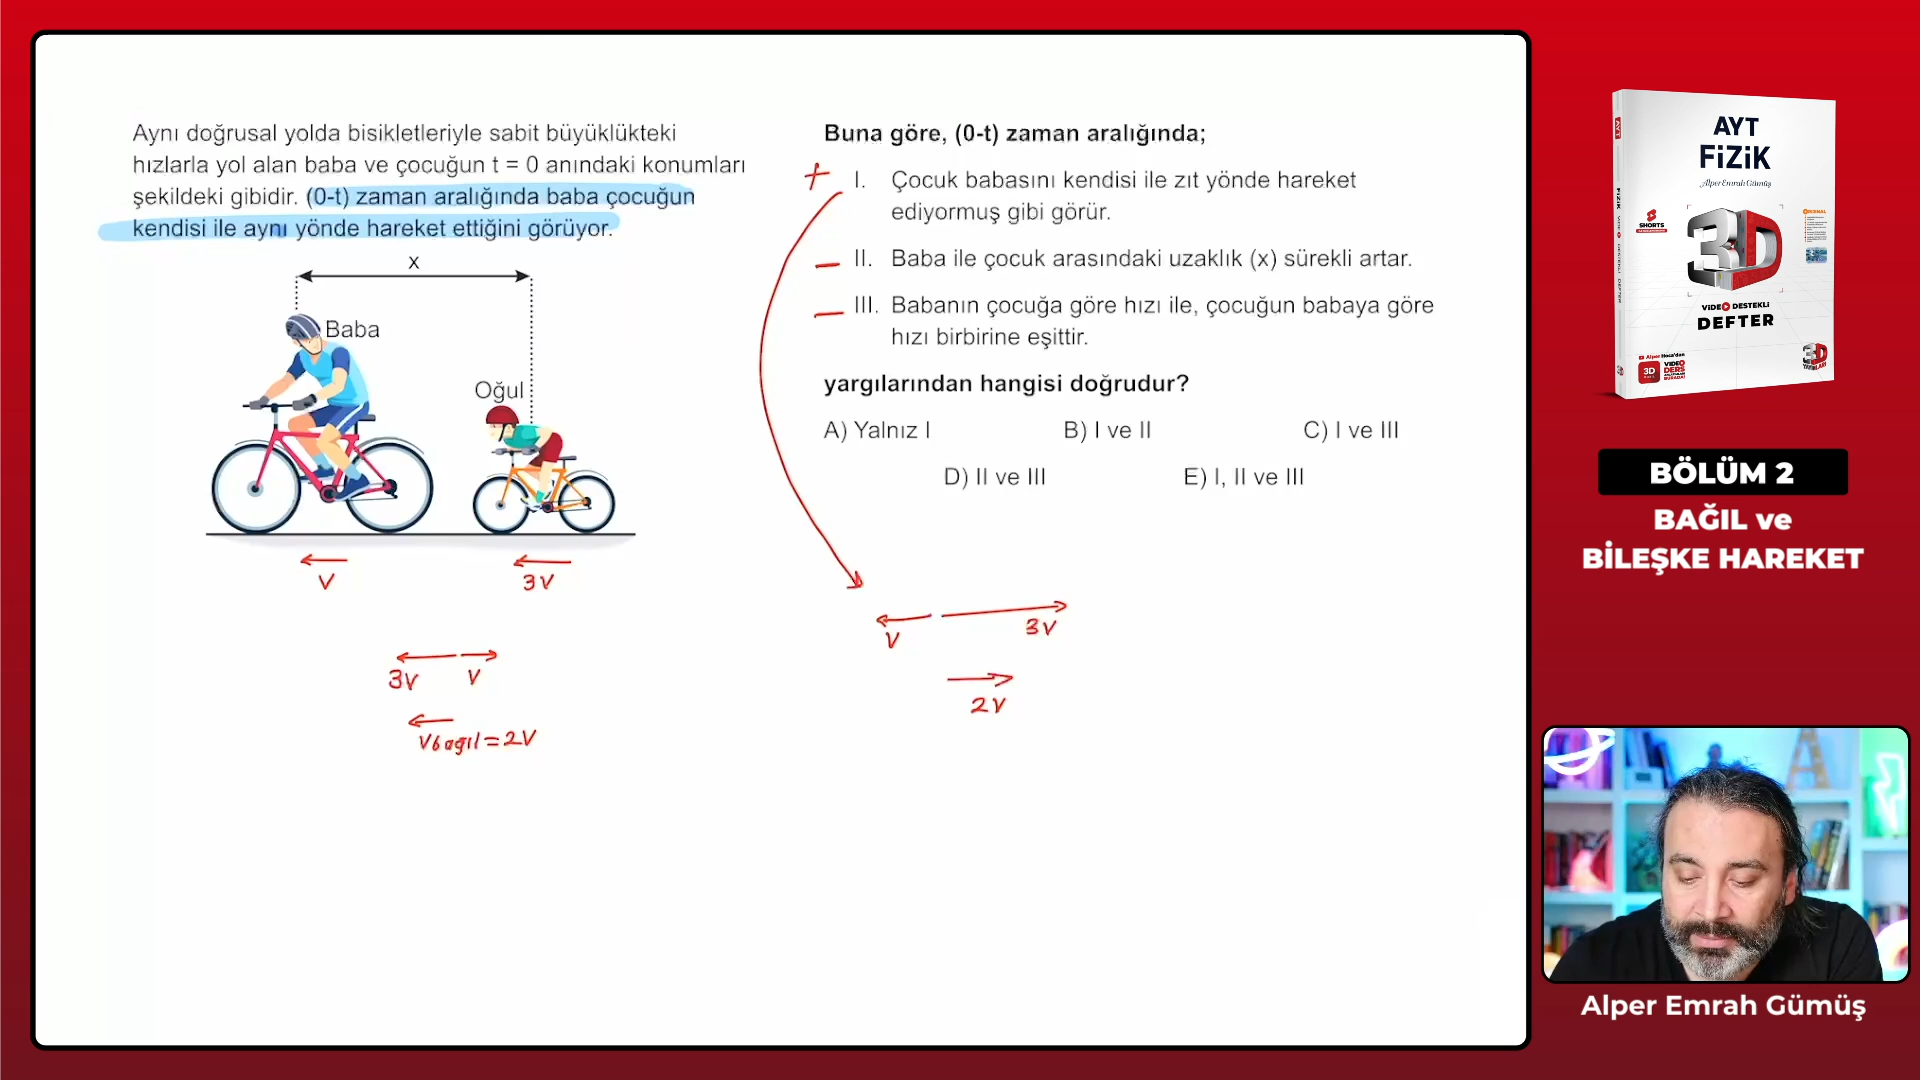 Aynı doğrusal yolda bisikletleriyle sabit büyüklükteki
hızlarla yol alan baba ve çocuğun t = 0 anındaki konumları
şekildeki gibidir. (0-t) zaman aralığında baba çocuğun
kendisi ile aynı yönde hareket ettiğini görüyor.
x
Baba
Oğul
V
3V
3V V
Vbağıl=2V
Buna göre, (0-t) zaman aralığında;
+ I. Çocuk babasını kendisi ile zıt yönde hareket
ediyormuş gibi görür.
– II. Baba ile çocuk arasındaki uzaklık (x) sürekli artar.
– III. Babanın çocuğa göre hızı ile, çocuğun babaya göre
hızı birbirine eşittir.
yargılarından hangisi doğrudur?
A) Yalnız I B) I ve II C) I ve III
D) II ve III E) I, II ve III
V 3V
2V
AYT
FİZİK
Alper Emrah Gümüş
3D
VİDEO DESTEKLİ
DEFTER
SHORTS
BÖLÜM 2
BAĞIL ve
BİLEŞKE HAREKET
Alper Emrah Gümüş